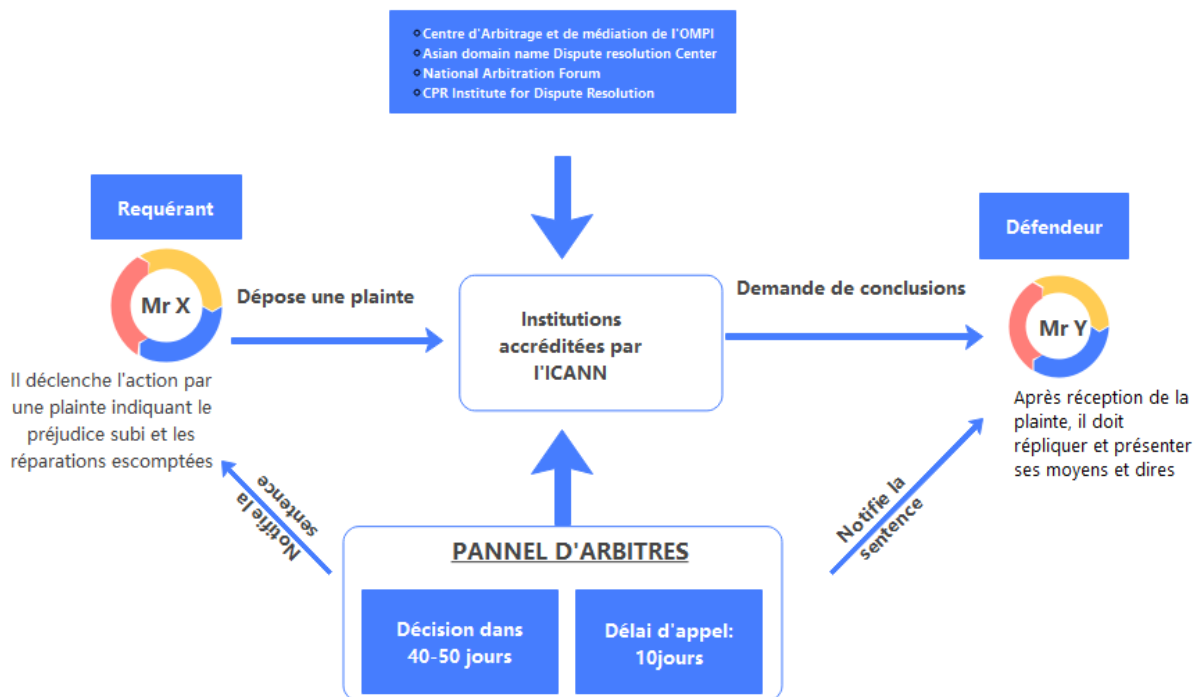 Centre d'Arbitrage et de médiation de l'OMPI
Asian domain name Dispute resolution Center
National Arbitration Forum
CPR Institute for Dispute Resolution
Requérant
Défendeur
Mr X
Dépose une plainte
Institutions
accréditées par
l'ICANN
Demande de conclusions
Mr Y
Il déclenche l'action par
une plainte indiquant le
préjudice subi et les
réparations escomptées
Après réception de la
plainte, il doit
répliquer et présenter
ses moyens et dires
Notifie la
sentence
Notifie la
sentence
PANNEL D'ARBITRES
Décision dans
40-50 jours
Délai d'appel:
10jours